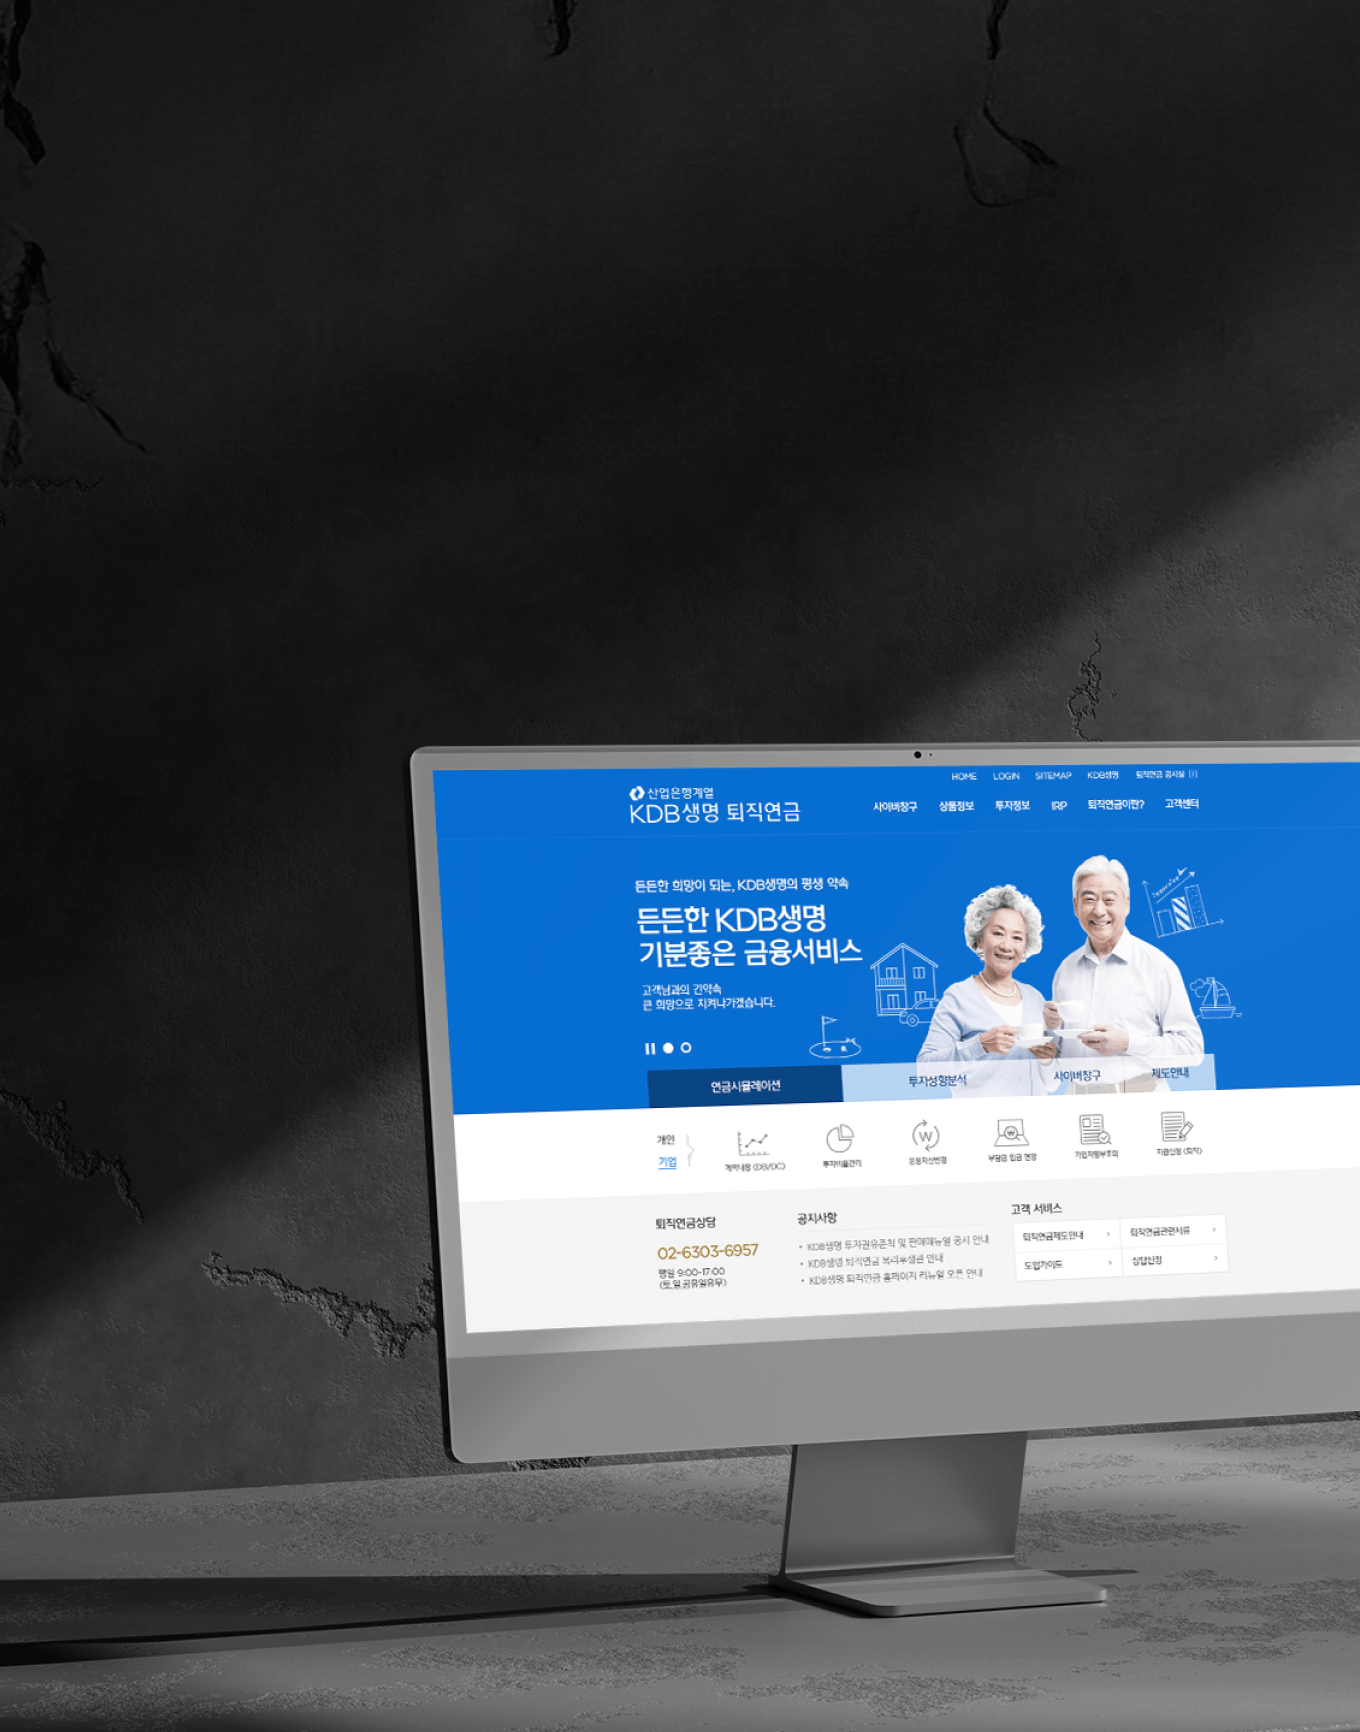 HOME LOGIN SITEMAP KDB생명 퇴직연금 공시실
산업은행계열
KDB생명 퇴직연금
사이버창구 상품정보 투자정보 IRP 퇴직연금이란? 고객센터
든든한 희망이 되는, KDB생명의 평생 약속
든든한 KDB생명
기분좋은 금융서비스
고객님과의 긴약속
큰 희망으로 지켜나가겠습니다.
연금시뮬레이션 투자성향분석 사이버창구 제도안내
개인
기업
계약내용 (DB/DC) 투자비율관리 운용자산변경 부담금 입금 현황 가입자명부조회 지급신청 (퇴직)
퇴직연금상담
02-6303-6957
평일 9:00-17:00
(토,일,공휴일휴무)
공지사항
• KDB생명 투자권유준칙 및 판매매뉴얼 공시 안내
• KDB생명 퇴직연금 복리후생관 안내
• KDB생명 퇴직연금 홈페이지 리뉴얼 오픈 안내
고객 서비스
퇴직연금제도안내 퇴직연금관련서류
도입가이드 상담신청